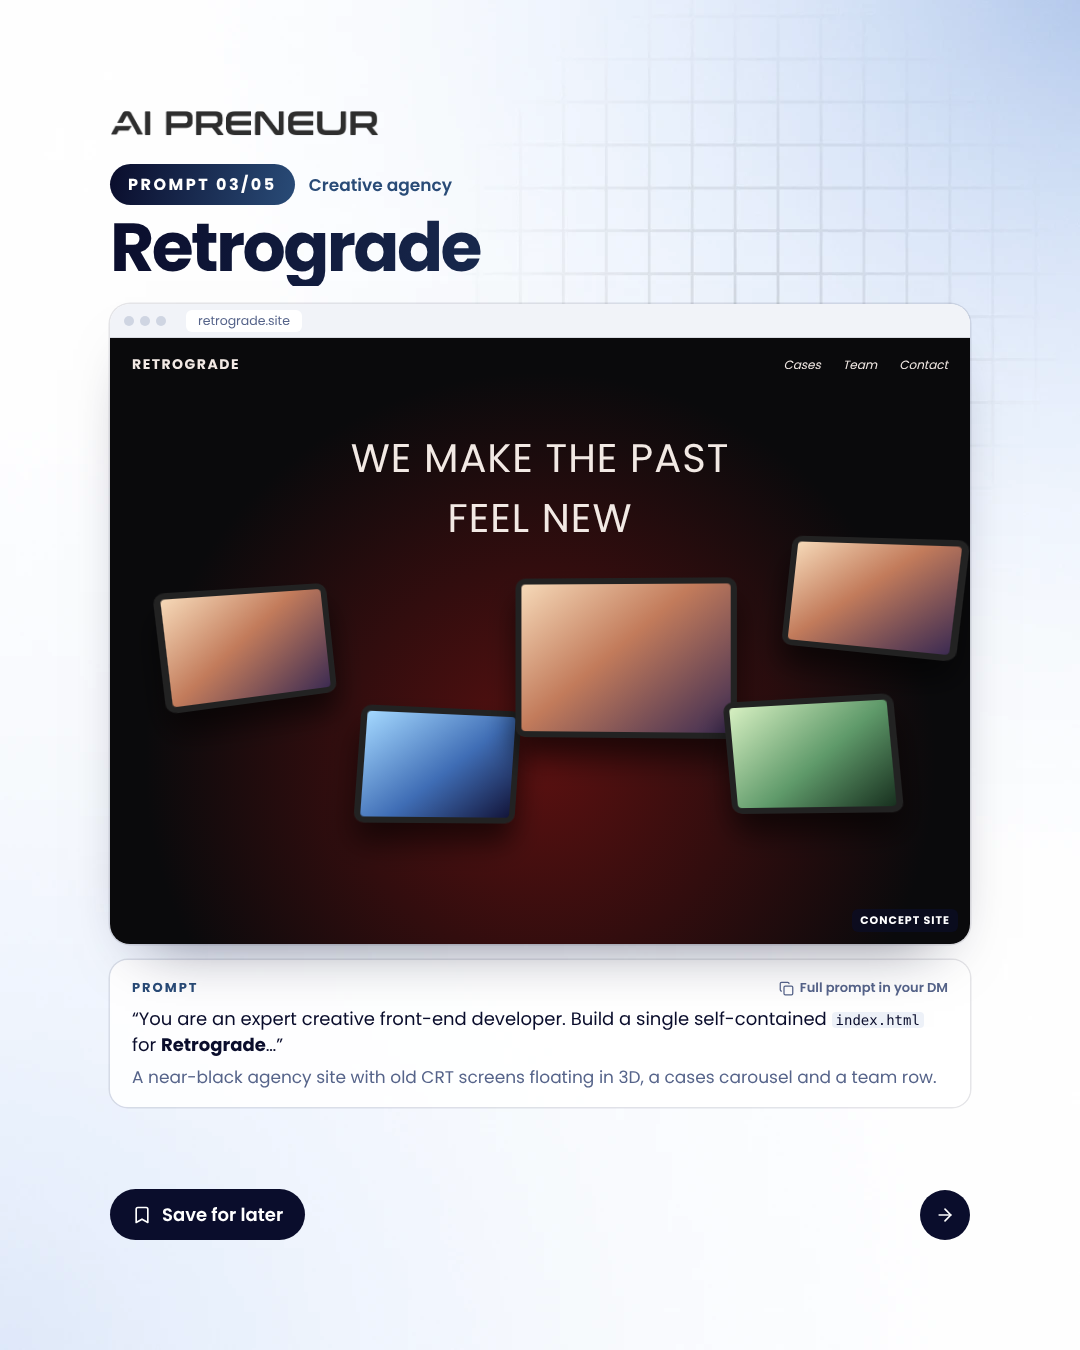 AI PRENEUR
PROMPT 03/05
Creative agency
Retrograde
retrograde.site
RETROGRADE
Cases Team Contact
WE MAKE THE PAST
FEEL NEW
CONCEPT SITE
PROMPT
Full prompt in your DM
“You are an expert creative front-end developer. Build a single self-contained index.html
for Retrograde…”
A near-black agency site with old CRT screens floating in 3D, a cases carousel and a team row.
Save for later